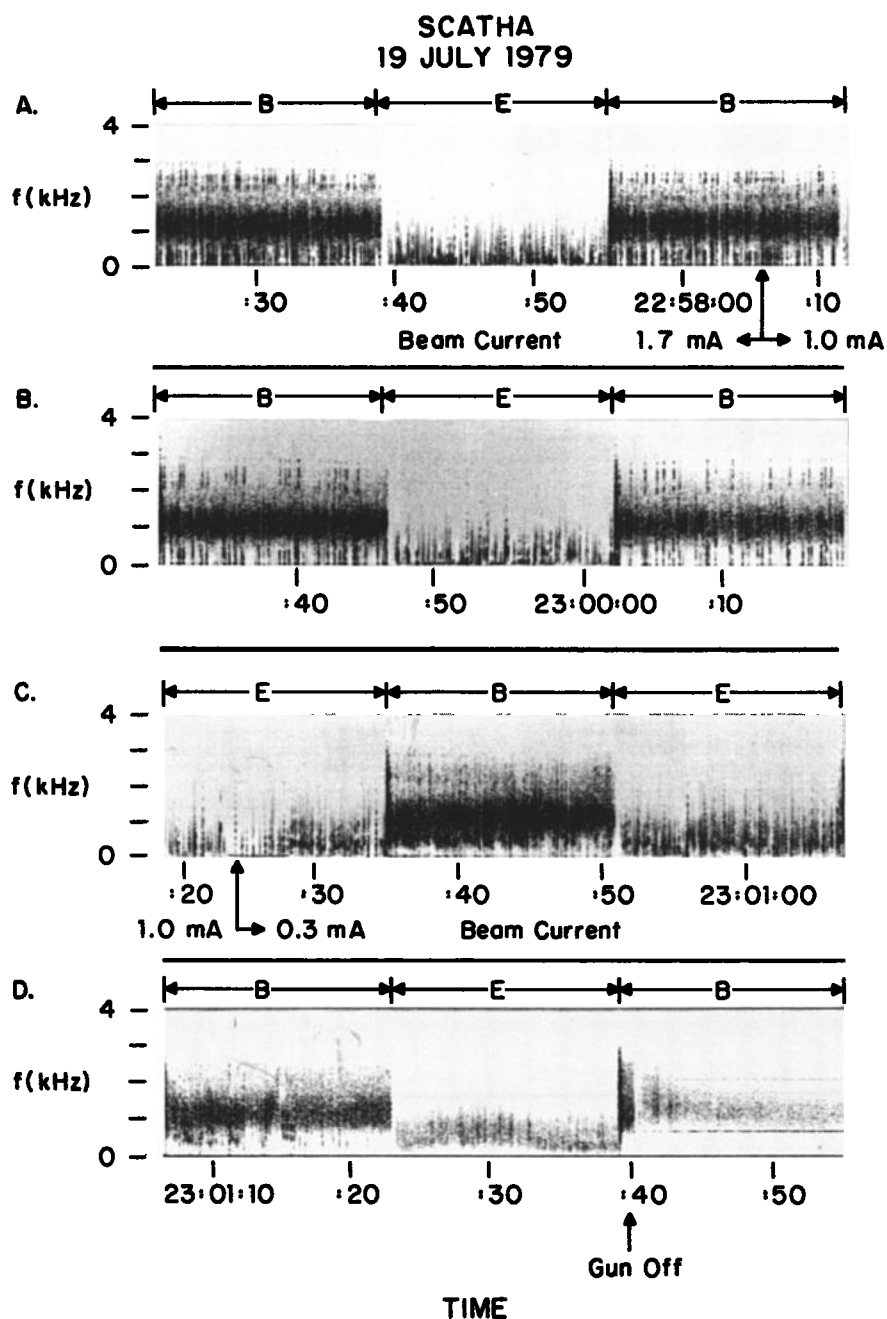 SCATHA
19 JULY 1979
A.
B E B
4
f(kHz)
0
:30 :40 :50 22:58:00 :10
Beam Current 1.7 mA 1.0 mA
B.
B E B
4
f(kHz)
0
:40 :50 23:00:00 :10
C.
E B E
4
f(kHz)
0
:20 :30 :40 :50 23:01:00
1.0 mA 0.3 mA Beam Current
D.
B E B
4
f(kHz)
0
23:01:10 :20 :30 :40 :50
Gun Off
TIME